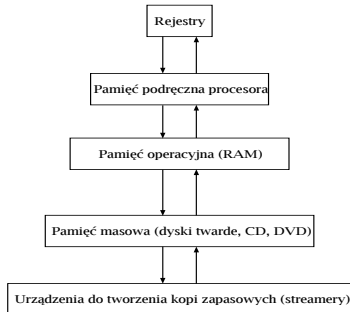 Rejestry
Pamięć podręczna procesora
Pamięć operacyjna (RAM)
Pamięć masowa (dyski twarde, CD, DVD)
Urządzenia do tworzenia kopi zapasowych (streamery)